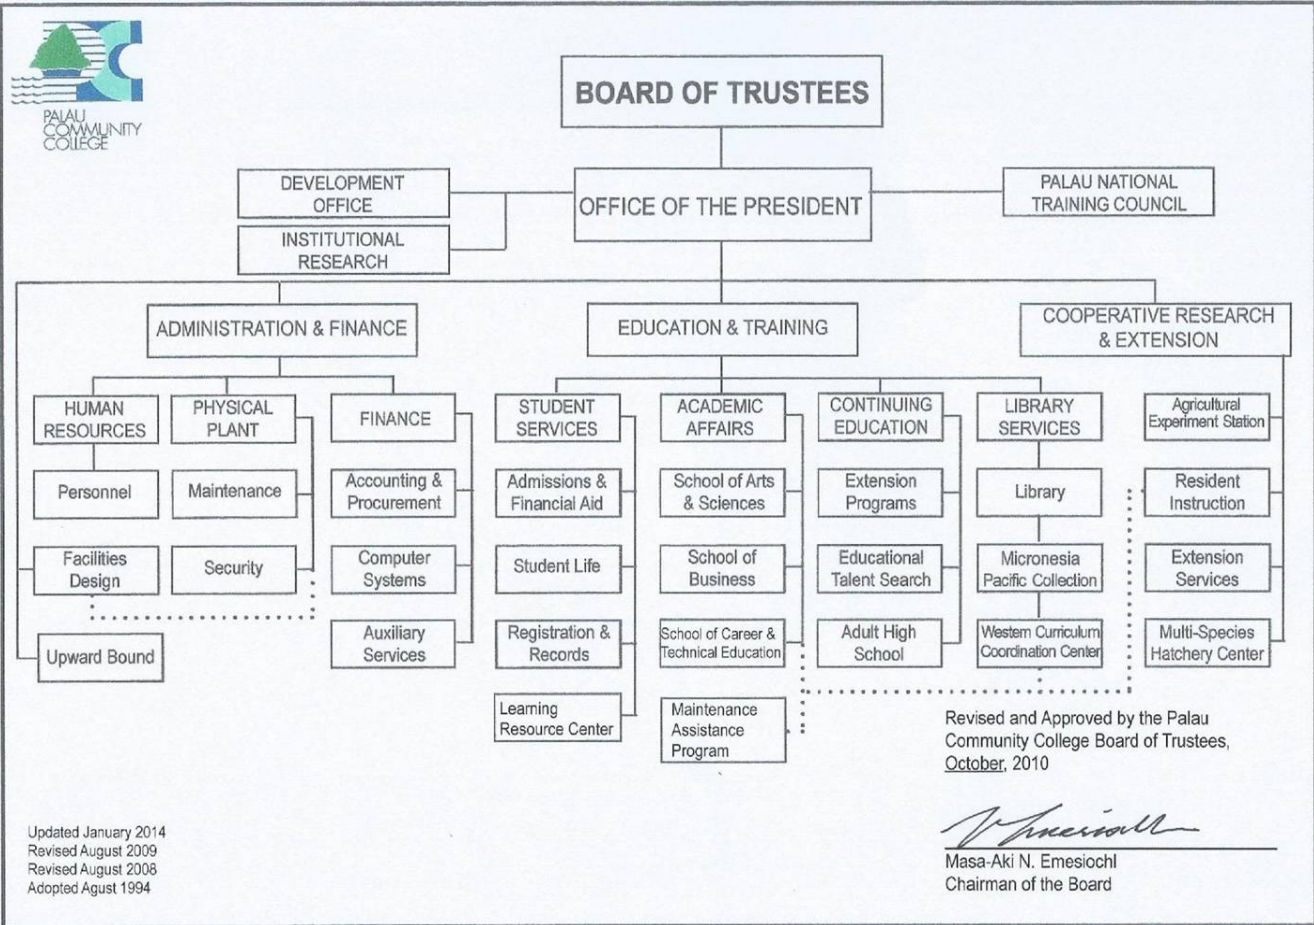 PALAU
COMMUNITY
COLLEGE
BOARD OF TRUSTEES
DEVELOPMENT
OFFICE
OFFICE OF THE PRESIDENT
PALAU NATIONAL
TRAINING COUNCIL
INSTITUTIONAL
RESEARCH
ADMINISTRATION & FINANCE
EDUCATION & TRAINING
COOPERATIVE RESEARCH
& EXTENSION
HUMAN
RESOURCES
PHYSICAL
PLANT
FINANCE
STUDENT
SERVICES
ACADEMIC
AFFAIRS
CONTINUING
EDUCATION
LIBRARY
SERVICES
Agricultural
Experiment Station
Personnel
Maintenance
Accounting &
Procurement
Admissions &
Financial Aid
School of Arts
& Sciences
Extension
Programs
Library
Resident
Instruction
Facilities
Design
Security
Computer
Systems
Student Life
School of
Business
Educational
Talent Search
Micronesia
Pacific Collection
Extension
Services
Upward Bound
Auxiliary
Services
Registration &
Records
School of Career &
Technical Education
Adult High
School
Western Curriculum
Coordination Center
Multi-Species
Hatchery Center
Learning
Resource Center
Maintenance
Assistance
Program
Revised and Approved by the Palau
Community College Board of Trustees,
October, 2010
Masa-Aki N. Emesiochl
Chairman of the Board
Updated January 2014
Revised August 2009
Revised August 2008
Adopted Agust 1994